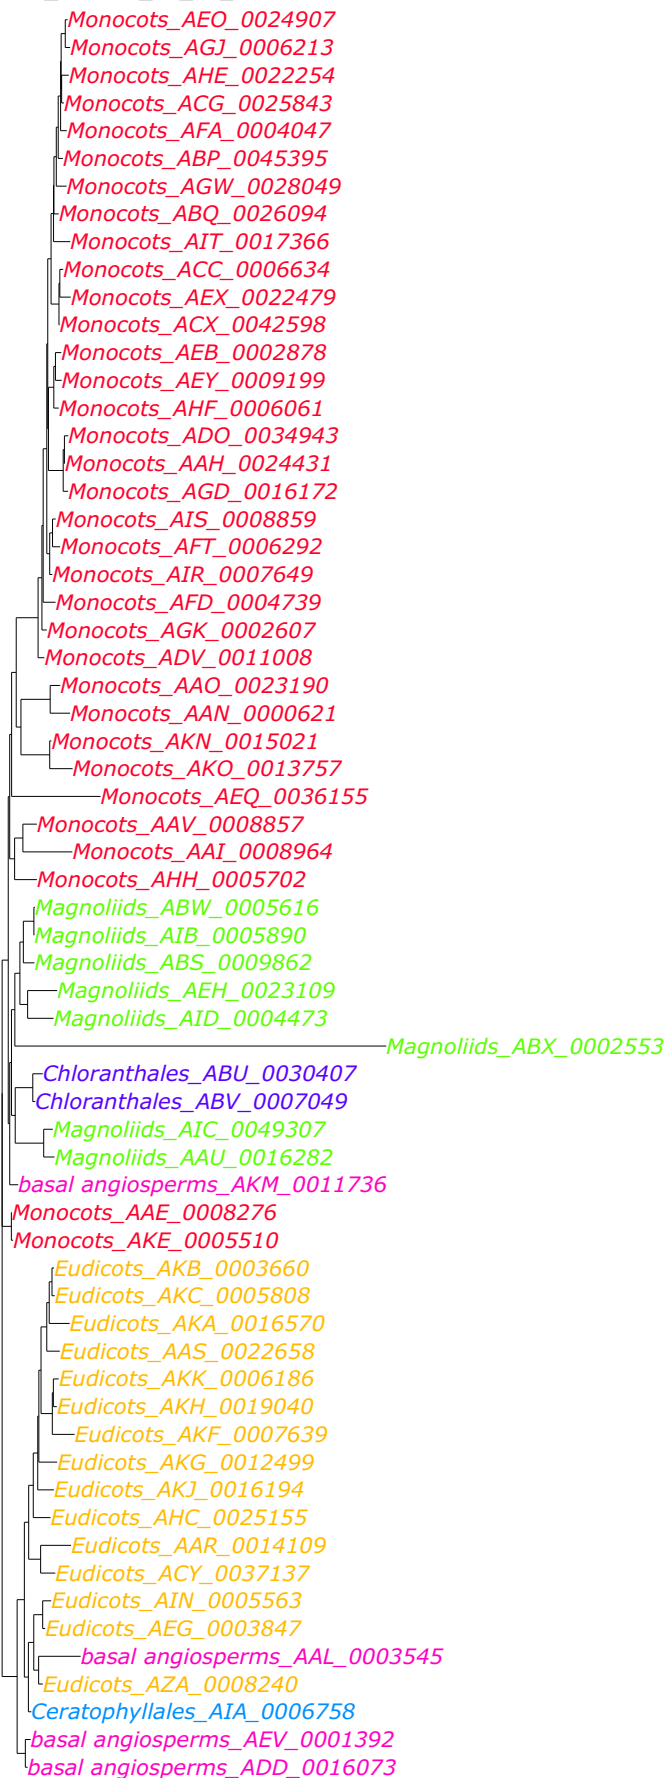 Monocots_AEO_0024907
Monocots_AGJ_0006213
Monocots_AHE_0022254
Monocots_ACG_0025843
Monocots_AFA_0004047
Monocots_ABP_0045395
Monocots_AGW_0028049
Monocots_ABQ_0026094
Monocots_AIT_0017366
Monocots_ACC_0006634
Monocots_AEX_0022479
Monocots_ACX_0042598
Monocots_AEB_0002878
Monocots_AEY_0009199
Monocots_AHF_0006061
Monocots_ADO_0034943
Monocots_AAH_0024431
Monocots_AGD_0016172
Monocots_AIS_0008859
Monocots_AFT_0006292
Monocots_AIR_0007649
Monocots_AFD_0004739
Monocots_AGK_0002607
Monocots_ADV_0011008
Monocots_AAO_0023190
Monocots_AAN_0000621
Monocots_AKN_0015021
Monocots_AKO_0013757
Monocots_AEQ_0036155
Monocots_AAV_0008857
Monocots_AAI_0008964
Monocots_AHH_0005702
Magnoliids_ABW_0005616
Magnoliids_AIB_0005890
Magnoliids_ABS_0009862
Magnoliids_AEH_0023109
Magnoliids_AID_0004473
Magnoliids_ABX_0002553
Chloranthales_ABU_0030407
Chloranthales_ABV_0007049
Magnoliids_AIC_0049307
Magnoliids_AAU_0016282
basal angiosperms_AKM_0011736
Monocots_AAE_0008276
Monocots_AKE_0005510
Eudicots_AKB_0003660
Eudicots_AKC_0005808
Eudicots_AKA_0016570
Eudicots_AAS_0022658
Eudicots_AKK_0006186
Eudicots_AKH_0019040
Eudicots_AKF_0007639
Eudicots_AKG_0012499
Eudicots_AKJ_0016194
Eudicots_AHC_0025155
Eudicots_AAR_0014109
Eudicots_ACY_0037137
Eudicots_AIN_0005563
Eudicots_AEG_0003847
basal angiosperms_AAL_0003545
Eudicots_AZA_0008240
Ceratophyllales_AIA_0006758
basal angiosperms_AEV_0001392
basal angiosperms_ADD_0016073